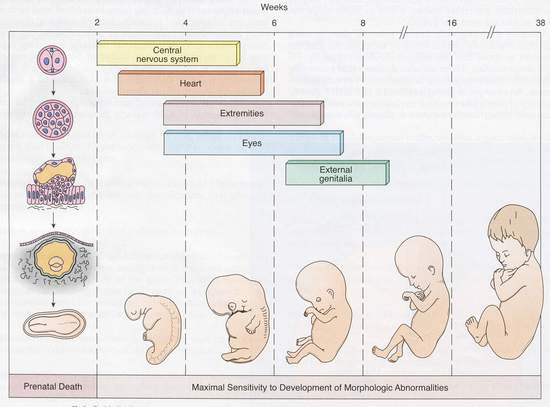 Weeks
2 4 6 8 16 38
Central
nervous system
Heart
Extremities
Eyes
External
genitalia
Prenatal Death
Maximal Sensitivity to Development of Morphologic Abnormalities